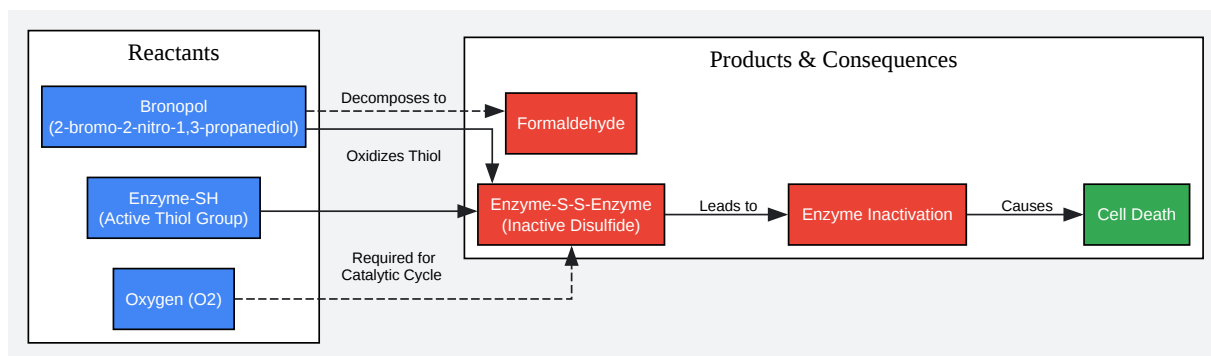 Reactants
Products & Consequences
Bronopol
(2-bromo-2-nitro-1,3-propanediol)
Decomposes to
Formaldehyde
Oxidizes Thiol
Enzyme-SH
(Active Thiol Group)
Enzyme-S-S-Enzyme
(Inactive Disulfide)
Leads to
Enzyme Inactivation
Causes
Cell Death
Required for
Catalytic Cycle
Oxygen (O2)